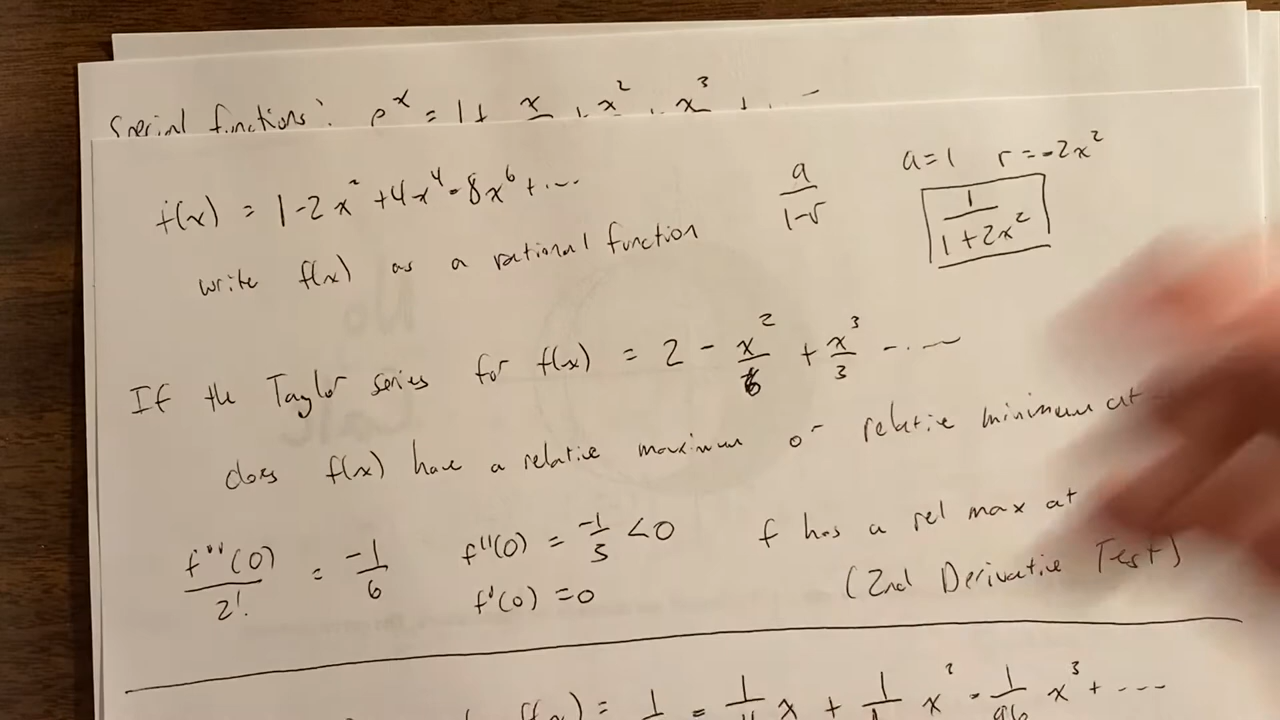 Special functions: e^x = 1 + x + x^2 + x^3 + ...
f(x) = 1 - 2x^2 + 4x^4 - 8x^6 + ...
a/(1-r)
a=1 r=-2x^2
1/(1+2x^2)
write f(x) as a rational function
If the Taylor series for f(x) = 2 - x^2/6 + x^3/3 - ...
does f(x) have a relative maximum or relative minimum at
f''(0)/2! = -1/6 f''(0) = -1/3 <0 f has a rel max at
f'(0) = 0 (2nd Derivative Test)
f(x) = 1 x + 1 x^2 - 1/96 x^3 + ...